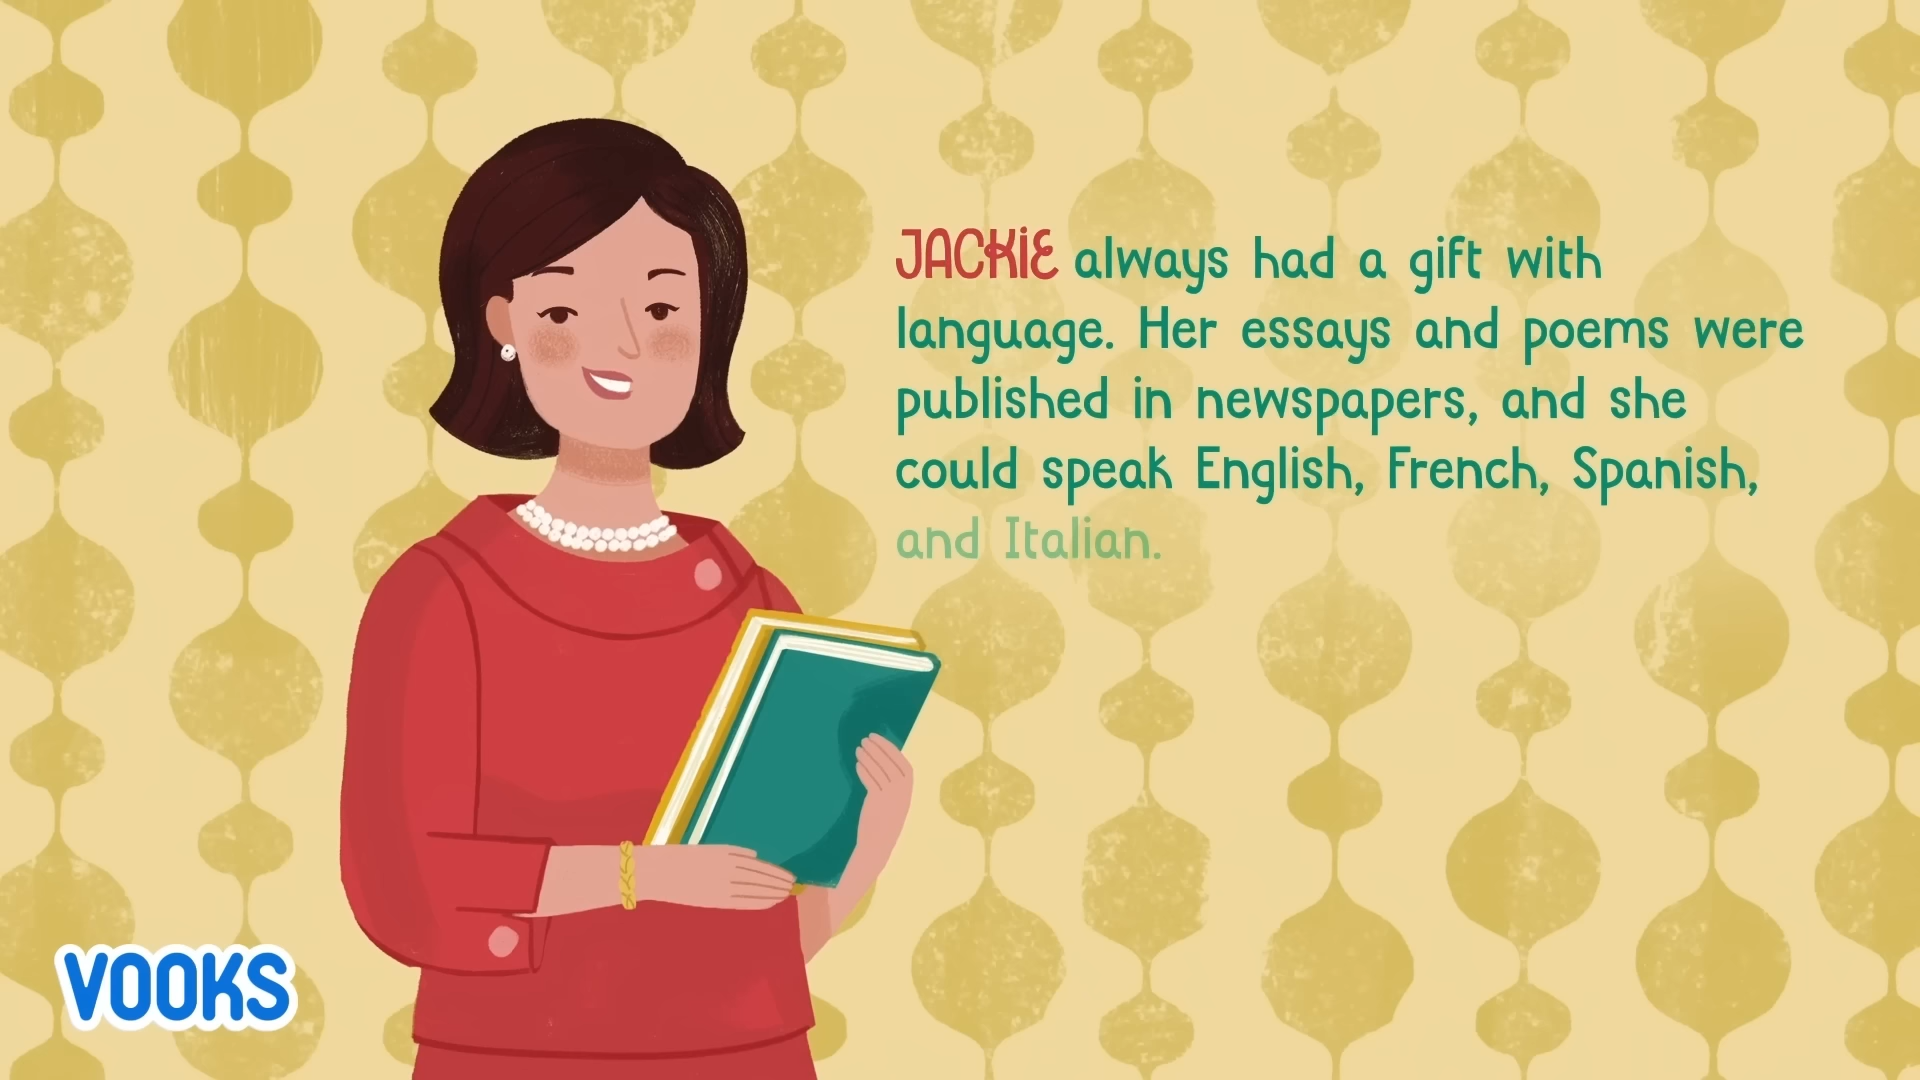 JACKiE always had a gift with
language. Her essays and poems were
published in newspapers, and she
could speak English, French, Spanish,
and Italian.
VOOKS